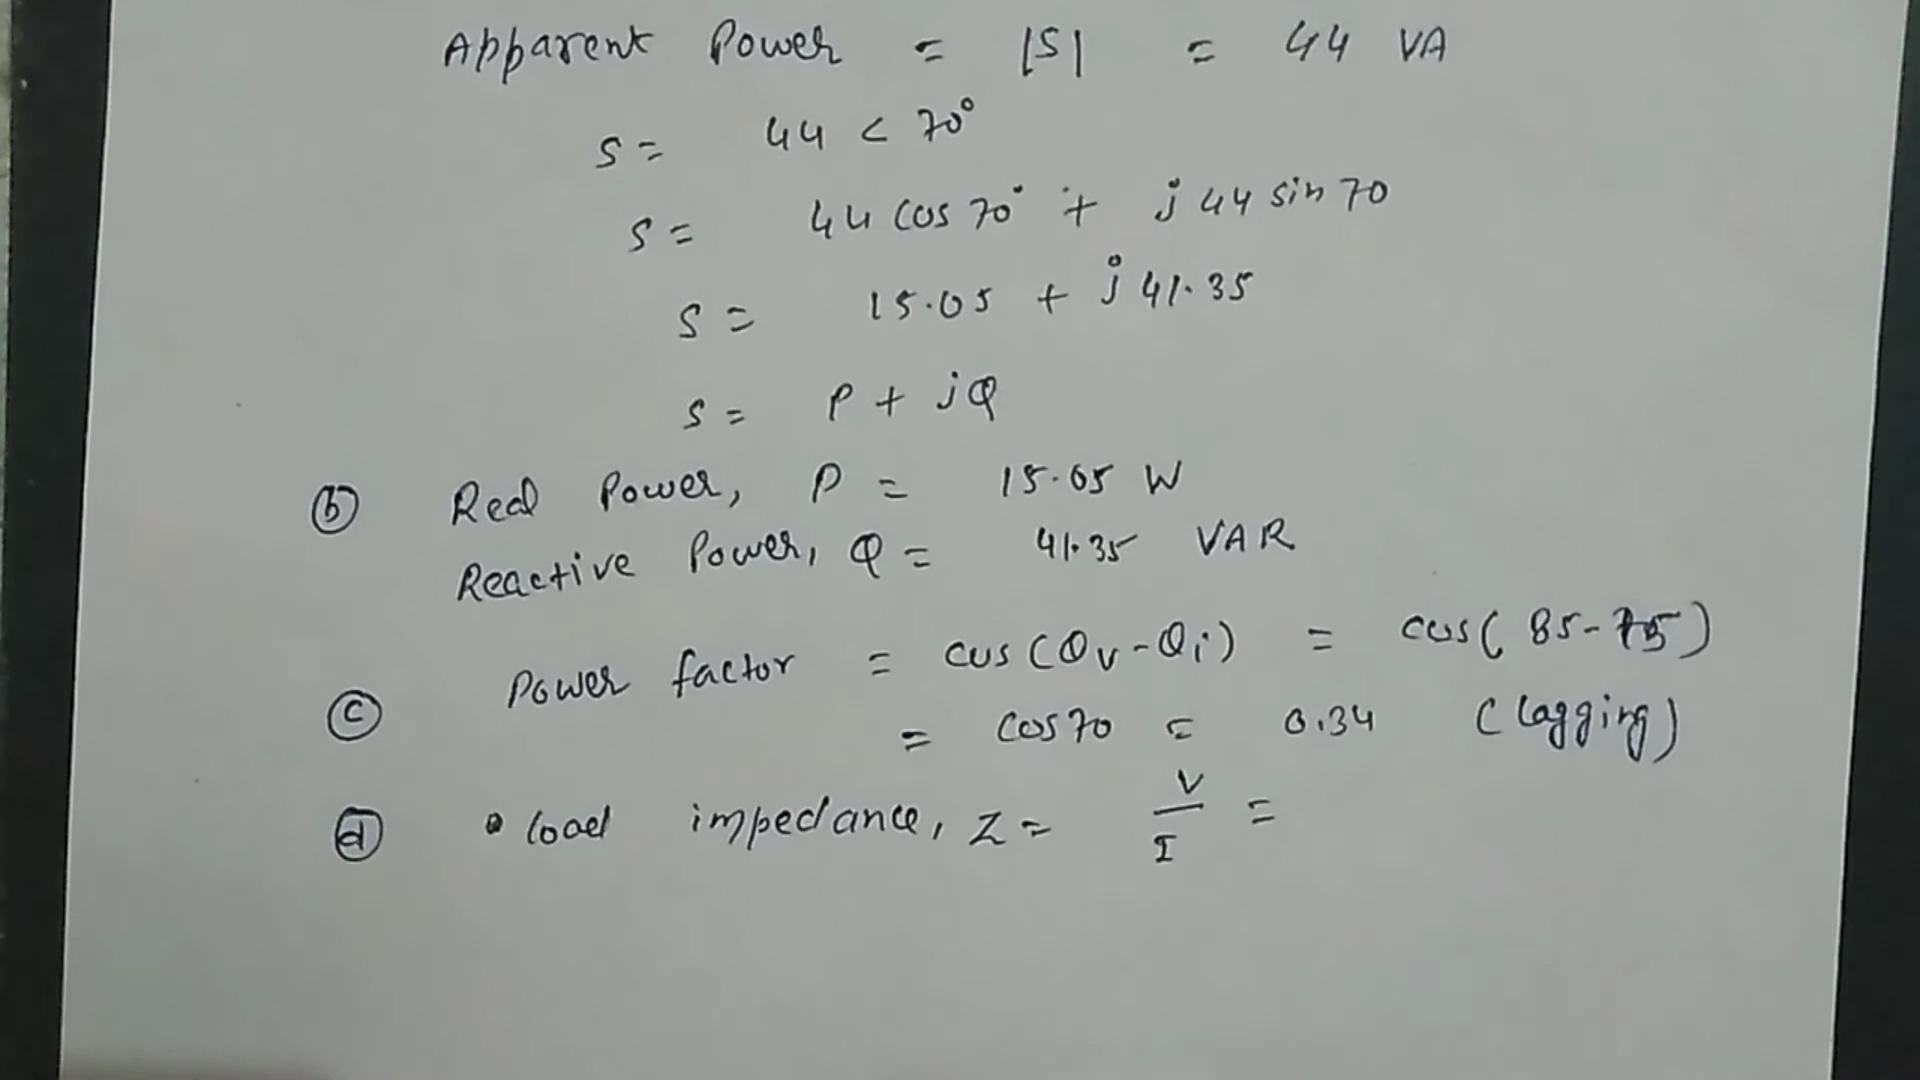 Apparent Power = |S| = 44 VA
S = 44 < 70°
S = 44 cos 70° + j 44 sin 70
S = 15.05 + j 41.35
S = P + jQ
(b) Real Power, P = 15.05 W
Reactive Power, Q = 41.35 VAR
(c) Power factor = cos (θv - θi) = cos( 85 - 15)
= cos 70 = 0.34 (lagging)
(d) load impedance, Z = V/I =